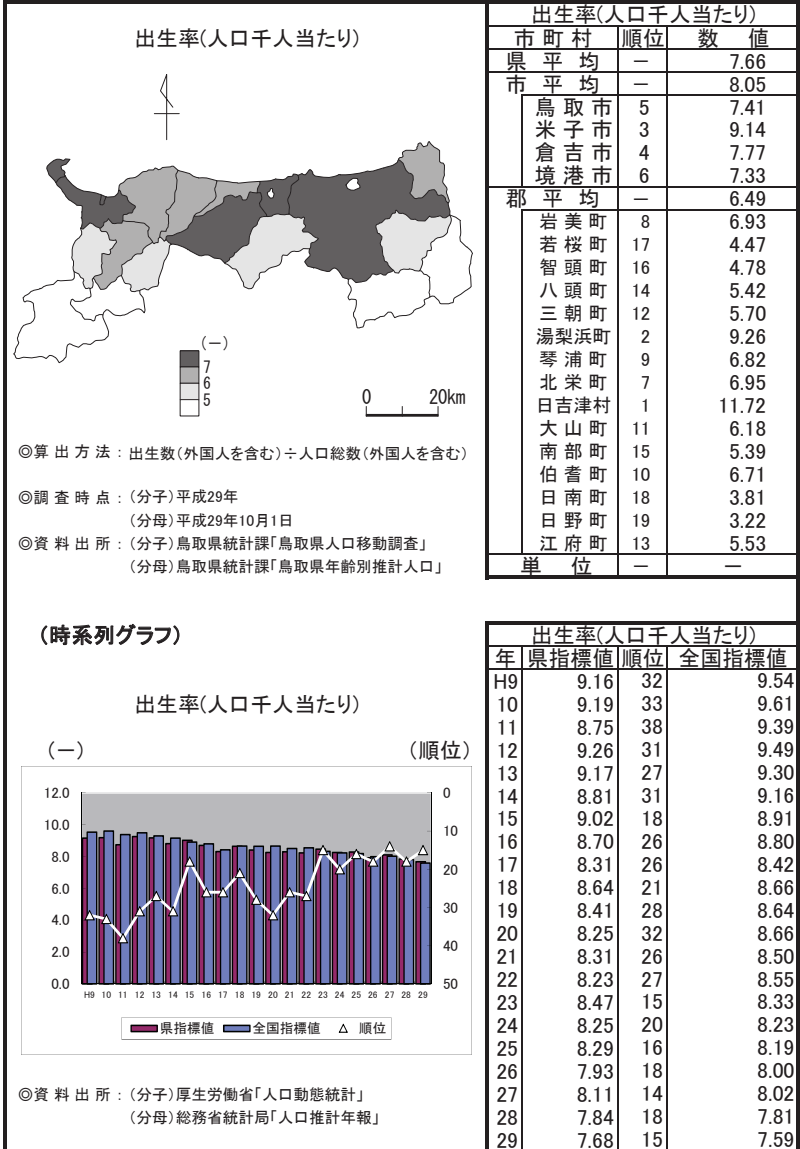 出生率(人口千人当たり)
(－)
7
6
5
0 20km
◎算出方法：出生数(外国人を含む)÷人口総数(外国人を含む)
◎調査時点：(分子)平成29年
(分母)平成29年10月1日
◎資料出所：(分子)鳥取県統計課「鳥取県人口移動調査」
(分母)鳥取県統計課「鳥取県年齢別推計人口」
出生率(人口千人当たり)
市町村 順位 数値
県平均 － 7.66
市平均 － 8.05
鳥取市 5 7.41
米子市 3 9.14
倉吉市 4 7.77
境港市 6 7.33
郡平均 － 6.49
岩美町 8 6.93
若桜町 17 4.47
智頭町 16 4.78
八頭町 14 5.42
三朝町 12 5.70
湯梨浜町 2 9.26
琴浦町 9 6.82
北栄町 7 6.95
日吉津村 1 11.72
大山町 11 6.18
南部町 15 5.39
伯耆町 10 6.71
日南町 18 3.81
日野町 19 3.22
江府町 13 5.53
単位 － －
(時系列グラフ)
出生率(人口千人当たり)
(－) (順位)
12.0 0
10.0 10
8.0 20
6.0 30
4.0 40
2.0 50
0.0
H9 10 11 12 13 14 15 16 17 18 19 20 21 22 23 24 25 26 27 28 29
県指標値 全国指標値 順位
◎資料出所：(分子)厚生労働省「人口動態統計」
(分母)総務省統計局「人口推計年報」
出生率(人口千人当たり)
年 県指標値 順位 全国指標値
H9 9.16 32 9.54
10 9.19 33 9.61
11 8.75 38 9.39
12 9.26 31 9.49
13 9.17 27 9.30
14 8.81 31 9.16
15 9.02 18 8.91
16 8.70 26 8.80
17 8.31 26 8.42
18 8.64 21 8.66
19 8.41 28 8.64
20 8.25 32 8.66
21 8.31 26 8.50
22 8.23 27 8.55
23 8.47 15 8.33
24 8.25 20 8.23
25 8.29 16 8.19
26 7.93 18 8.00
27 8.11 14 8.02
28 7.84 18 7.81
29 7.68 15 7.59